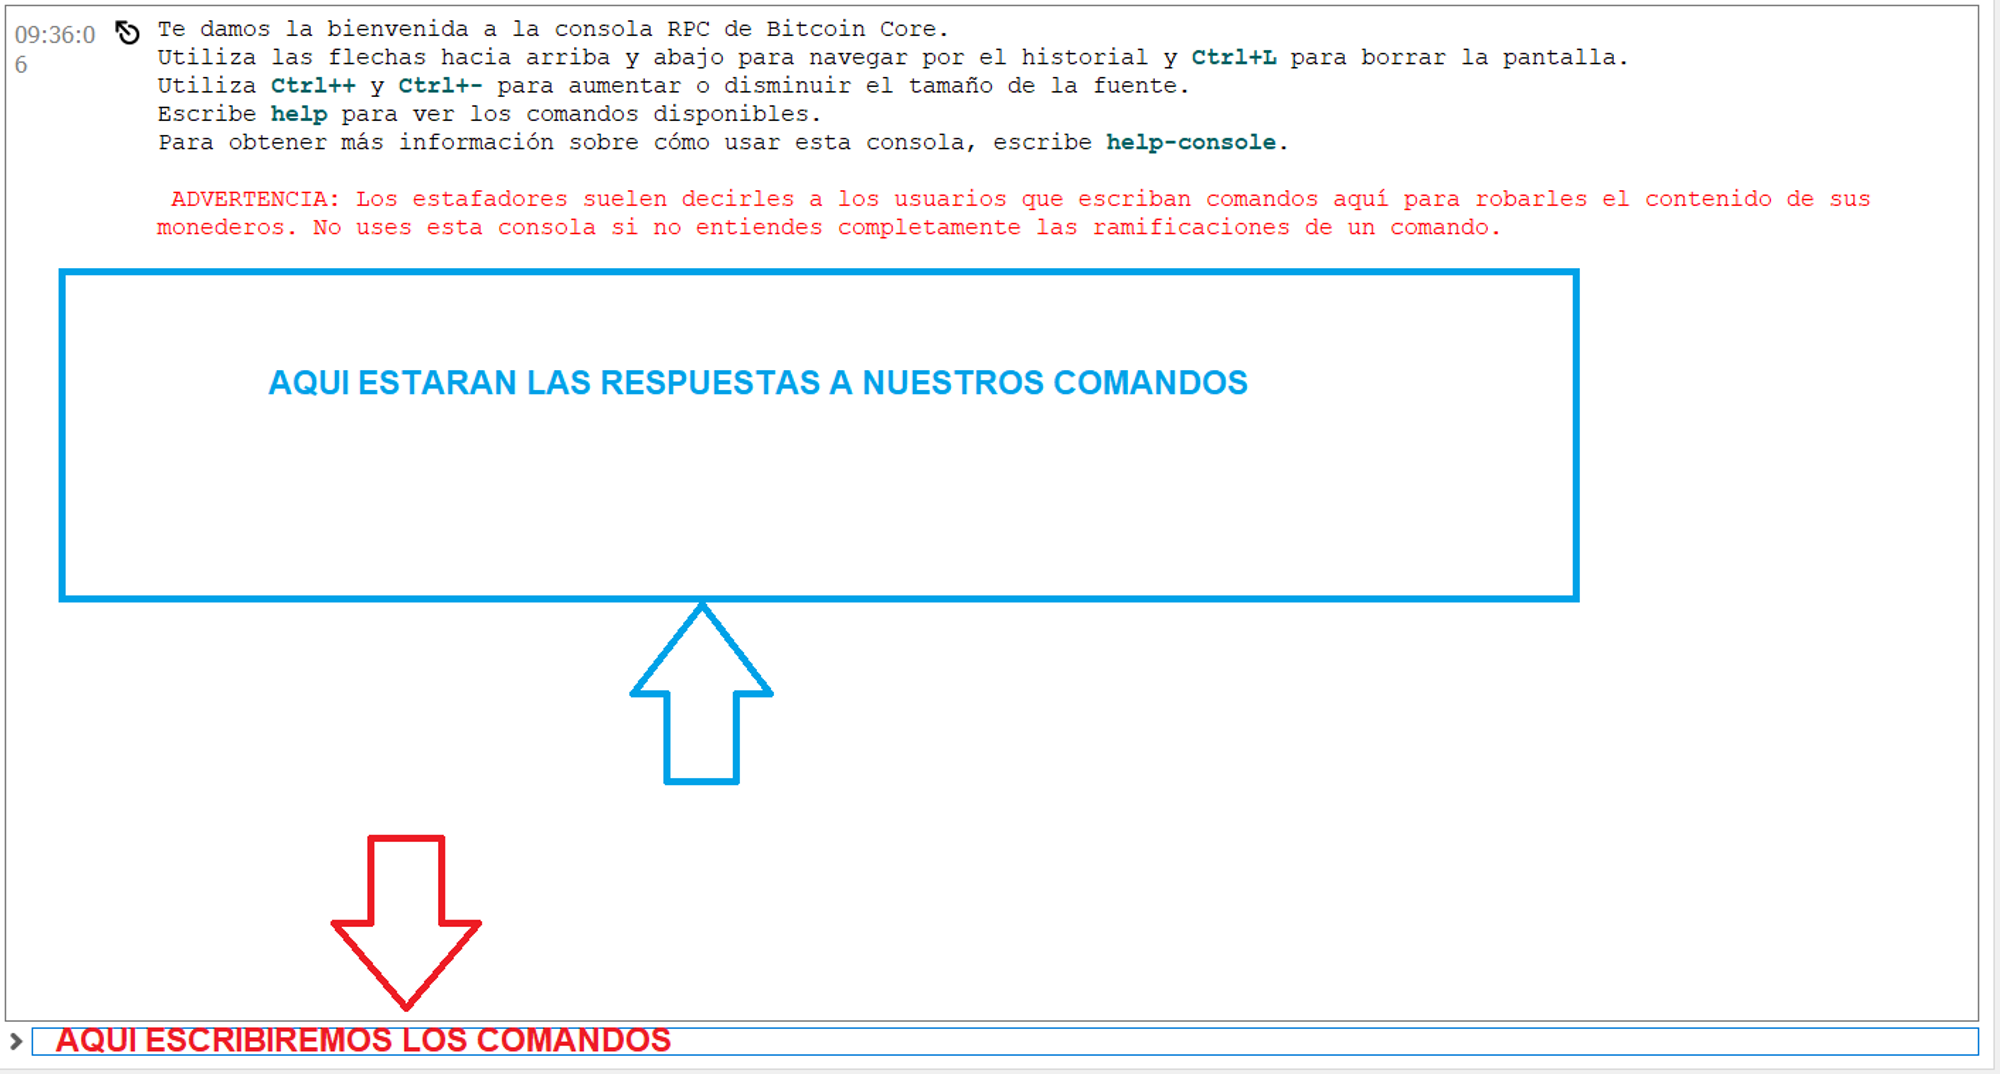 09:36:0
6
Te damos la bienvenida a la consola RPC de Bitcoin Core.
Utiliza las flechas hacia arriba y abajo para navegar por el historial y Ctrl+L para borrar la pantalla.
Utiliza Ctrl++ y Ctrl+- para aumentar o disminuir el tamaño de la fuente.
Escribe help para ver los comandos disponibles.
Para obtener más información sobre cómo usar esta consola, escribe help-console.
ADVERTENCIA: Los estafadores suelen decirles a los usuarios que escriban comandos aquí para robarles el contenido de sus
monederos. No uses esta consola si no entiendes completamente las ramificaciones de un comando.
AQUI ESTARAN LAS RESPUESTAS A NUESTROS COMANDOS
AQUI ESCRIBIREMOS LOS COMANDOS